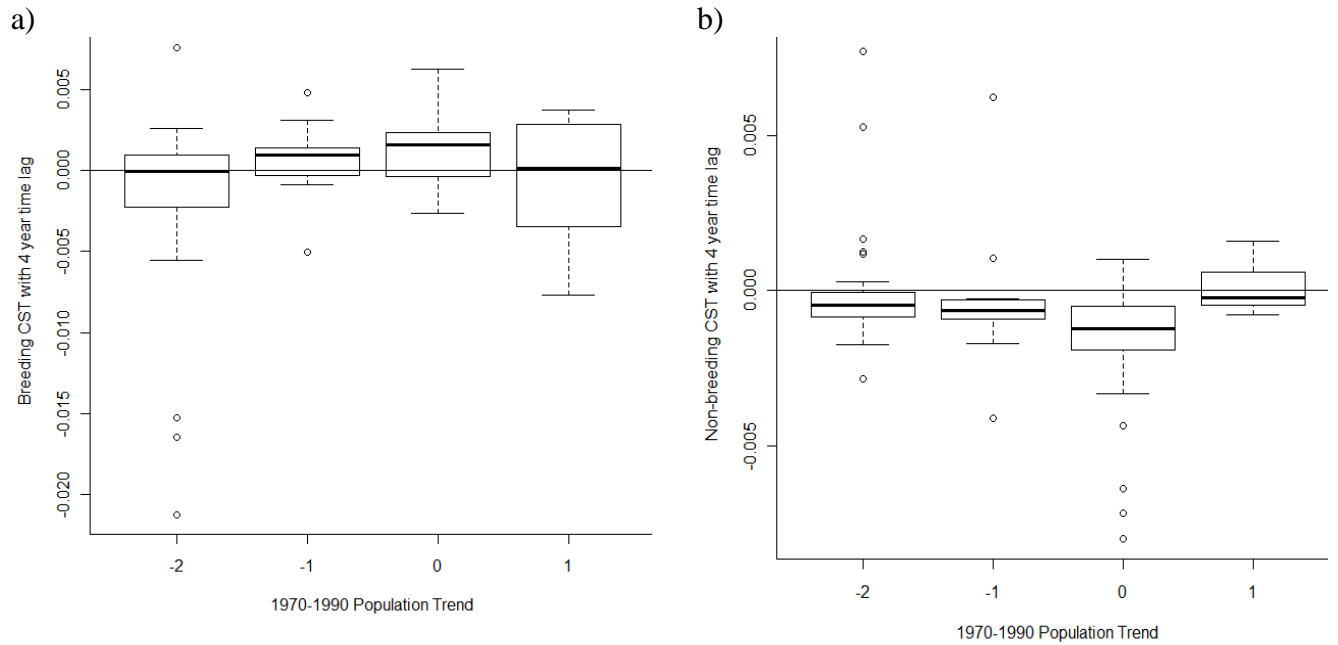 a)
Breeding CST with 4 year time lag
0.005
0.000
-0.005
-0.010
-0.015
-0.020
-2 -1 0 1
1970-1990 Population Trend
b)
Non-breeding CST with 4 year time lag
0.005
0.000
-0.005
-2 -1 0 1
1970-1990 Population Trend